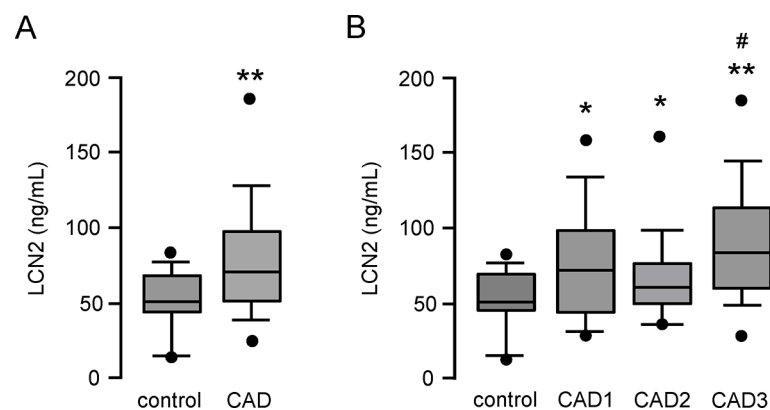 A
LCN2 (ng/mL)
200
150
100
50
0
**
control CAD
B
LCN2 (ng/mL)
200
150
100
50
0
*
*
#
**
control CAD1 CAD2 CAD3